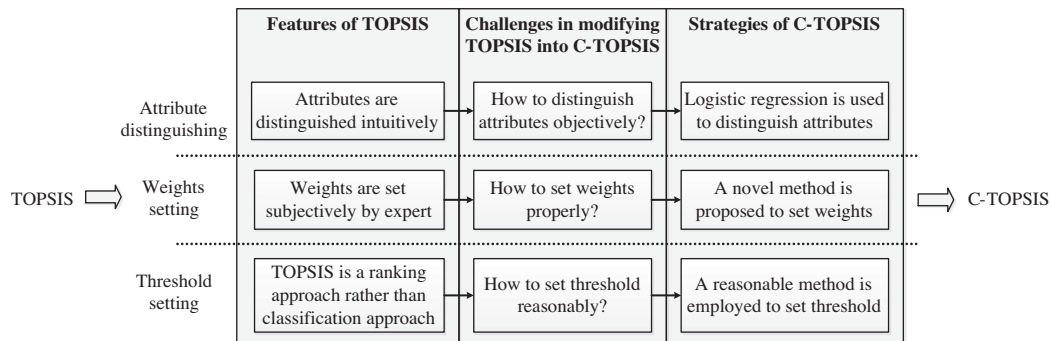 Features of TOPSIS
Challenges in modifying
TOPSIS into C-TOPSIS
Strategies of C-TOPSIS
Attribute
distinguishing
Attributes are
distinguished intuitively
How to distinguish
attributes objectively?
Logistic regression is used
to distinguish attributes
TOPSIS
Weights
setting
Weights are set
subjectively by expert
How to set weights
properly?
A novel method is
proposed to set weights
C-TOPSIS
Threshold
setting
TOPSIS is a ranking
approach rather than
classification approach
How to set threshold
reasonably?
A reasonable method is
employed to set threshold